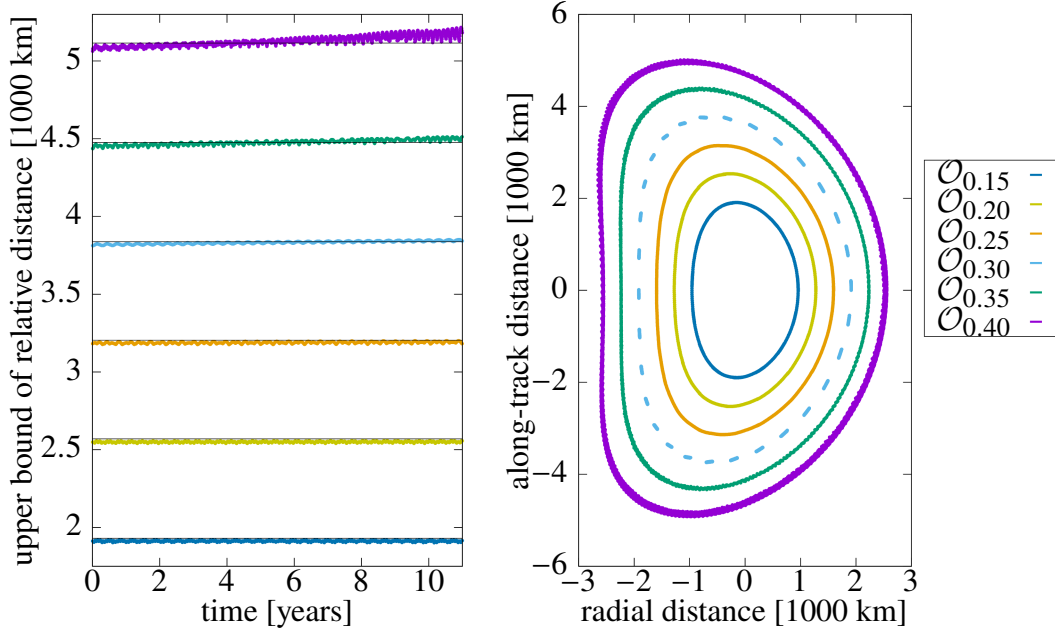 upper bound of relative distance [1000 km]
5
4.5
4
3.5
3
2.5
2
0 2 4 6 8 10
time [years]
along-track distance [1000 km]
6
4
2
0
−2
−4
−6
−3 −2 −1 0 1 2 3
radial distance [1000 km]
𝒪0.15
𝒪0.20
𝒪0.25
𝒪0.30
𝒪0.35
𝒪0.40